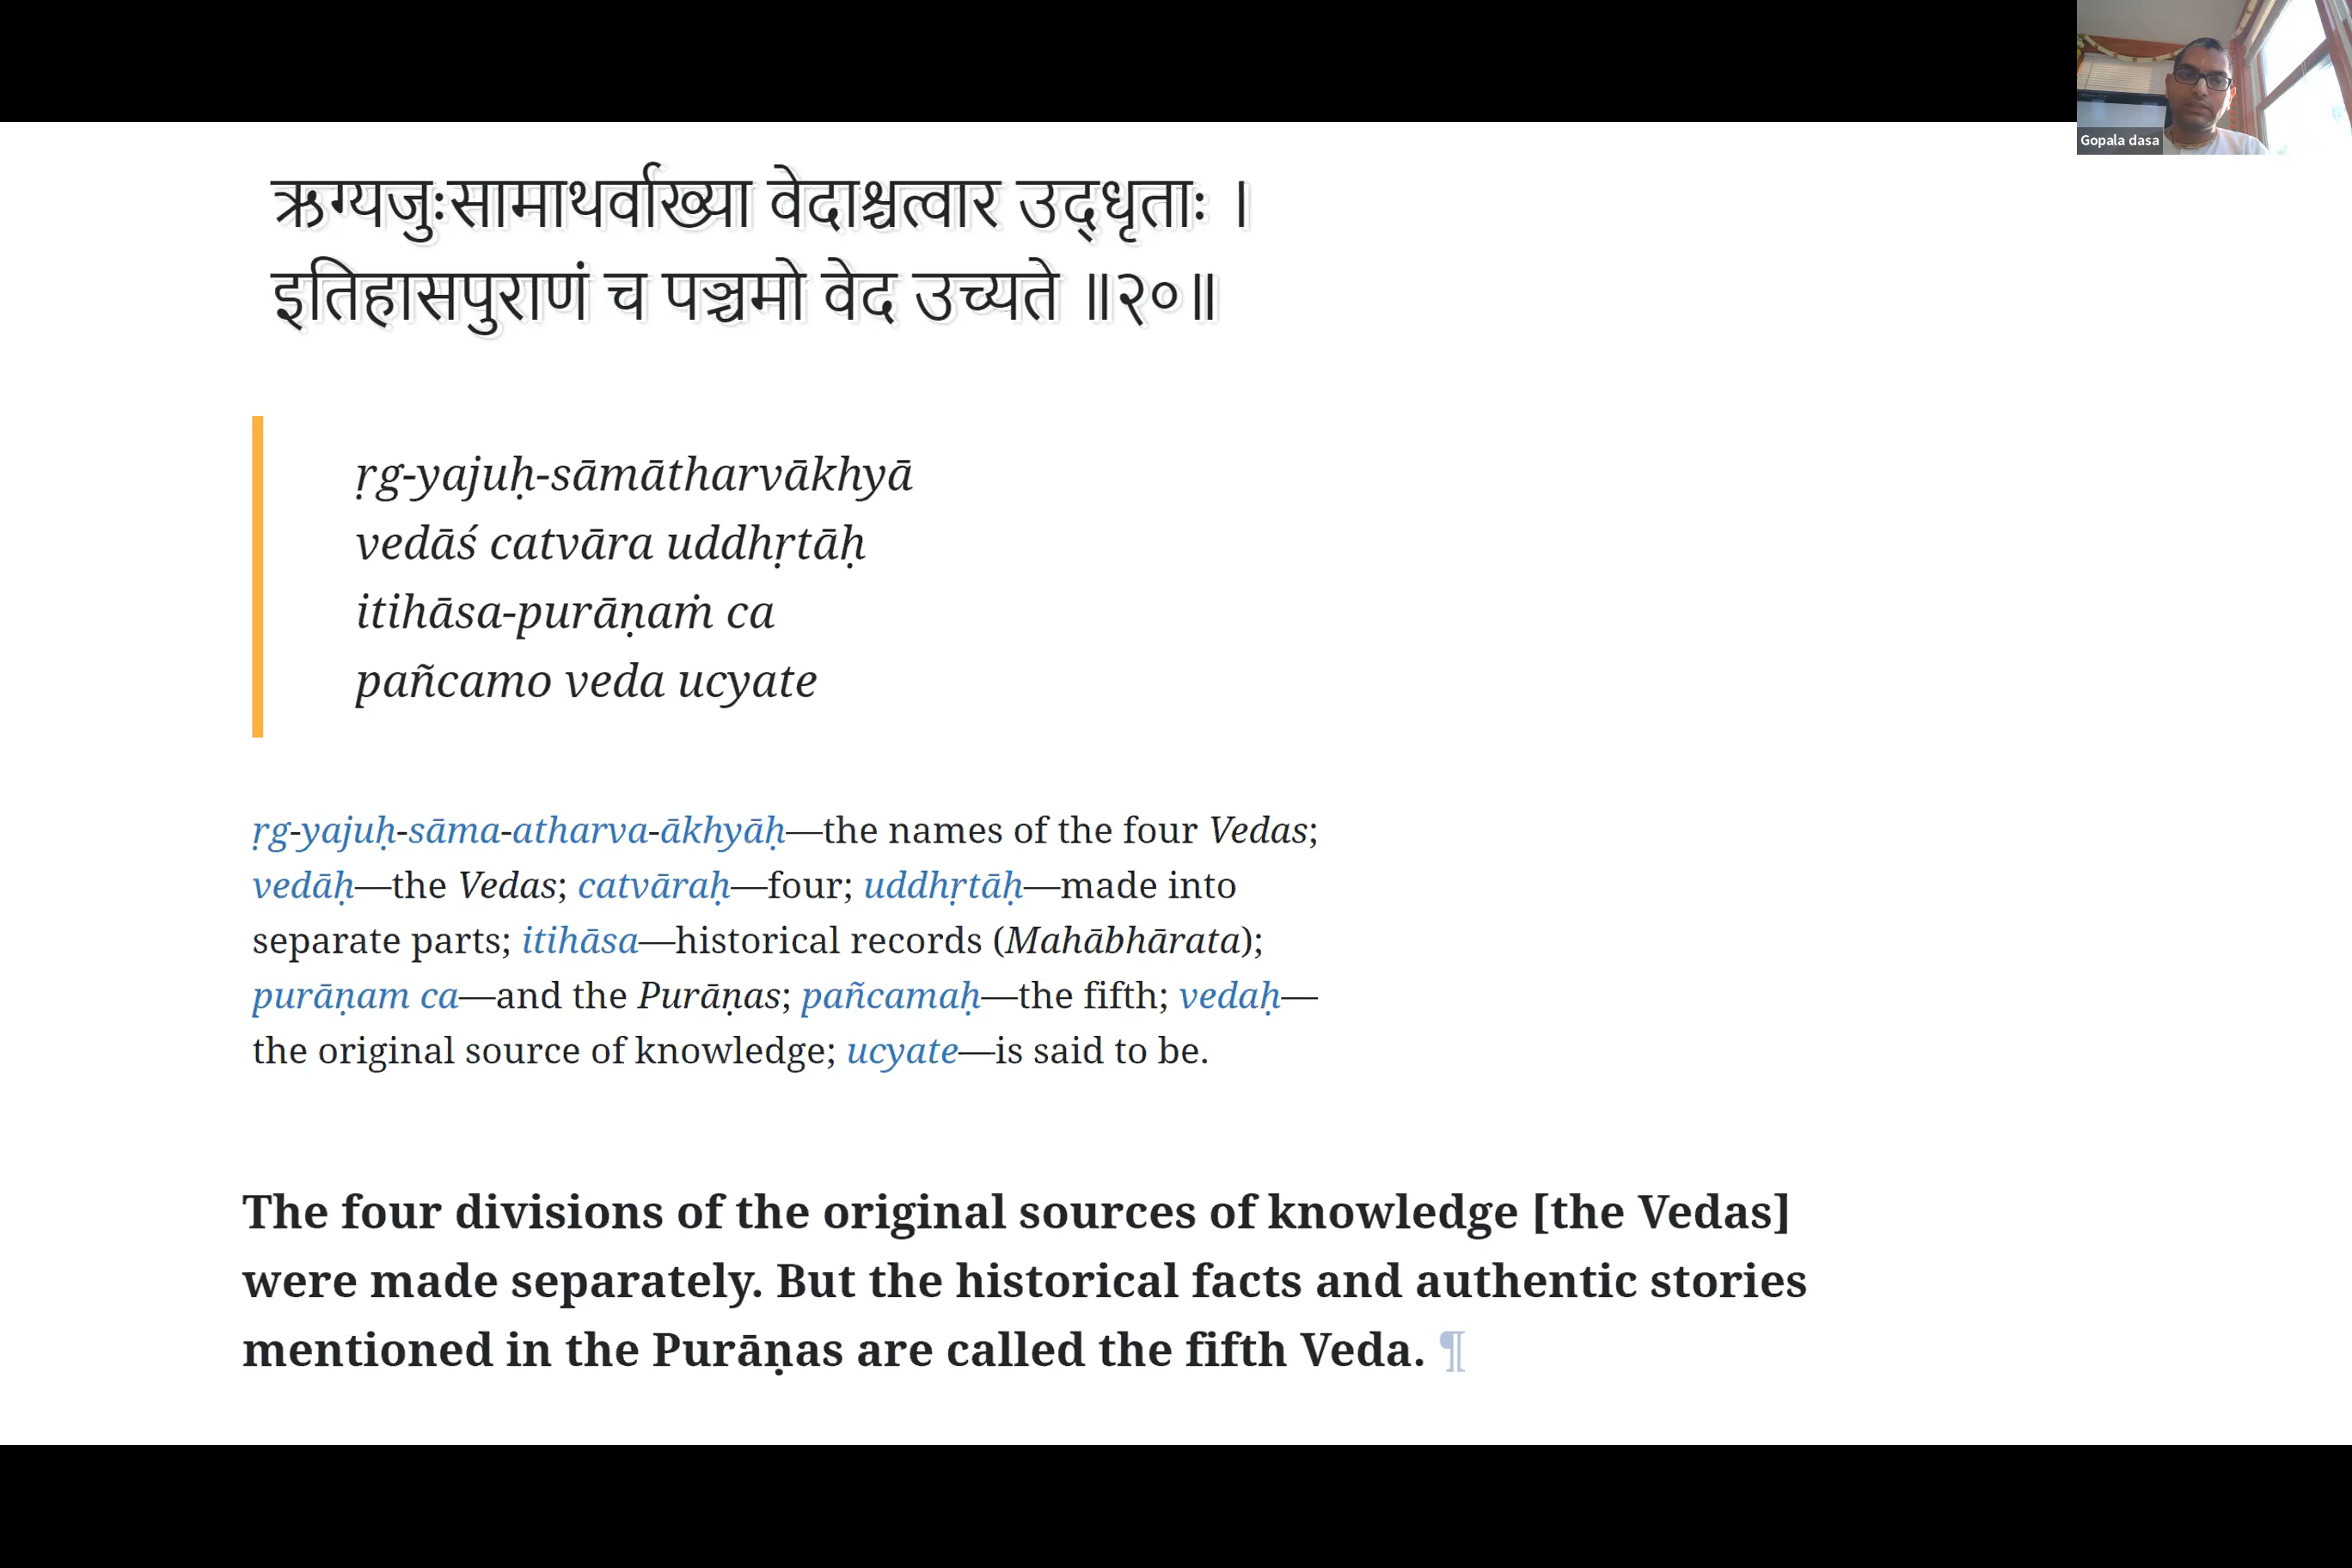 Gopala dasa
ऋग्यजुःसामाथर्वाख्या वेदाश्चत्वार उद्‍धृताः ।
इतिहासपुराणं च पञ्चमो वेद उच्यते ॥२०॥
ṛg-yajuḥ-sāmātharvākhyā
vedāś catvāra uddhṛtāḥ
itihāsa-purāṇaṁ ca
pañcamo veda ucyate
ṛg-yajuḥ-sāma-atharva-ākhyāḥ—the names of the four Vedas;
vedāḥ—the Vedas; catvāraḥ—four; uddhṛtāḥ—made into
separate parts; itihāsa—historical records (Mahābhārata);
purāṇam ca—and the Purāṇas; pañcamaḥ—the fifth; vedaḥ—
the original source of knowledge; ucyate—is said to be.
The four divisions of the original sources of knowledge [the Vedas]
were made separately. But the historical facts and authentic stories
mentioned in the Purāṇas are called the fifth Veda. ¶